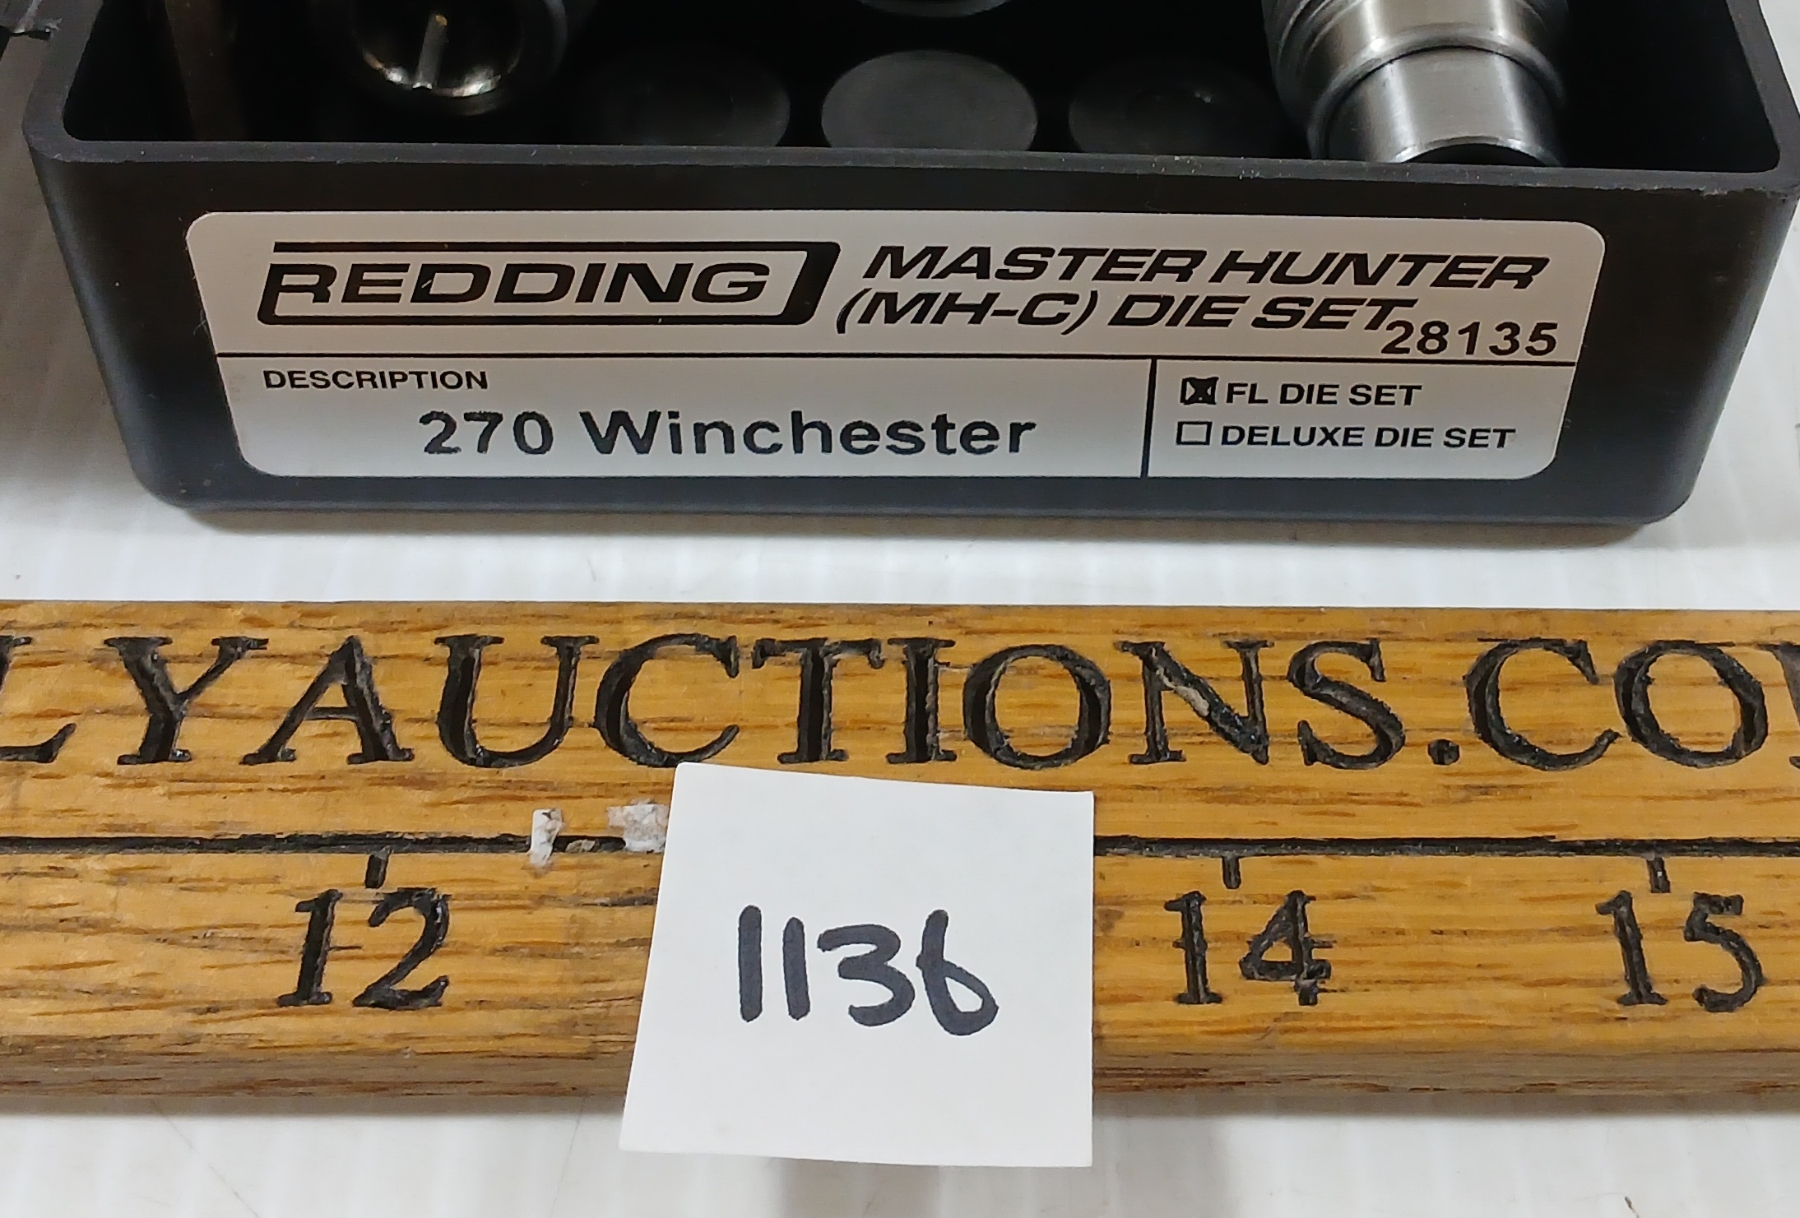 REDDING
MASTER HUNTER
(MH-C) DIE SET
28135
DESCRIPTION
270 Winchester
FL DIE SET
DELUXE DIE SET
LYAUCTIONS.CO
12
14
15
1136